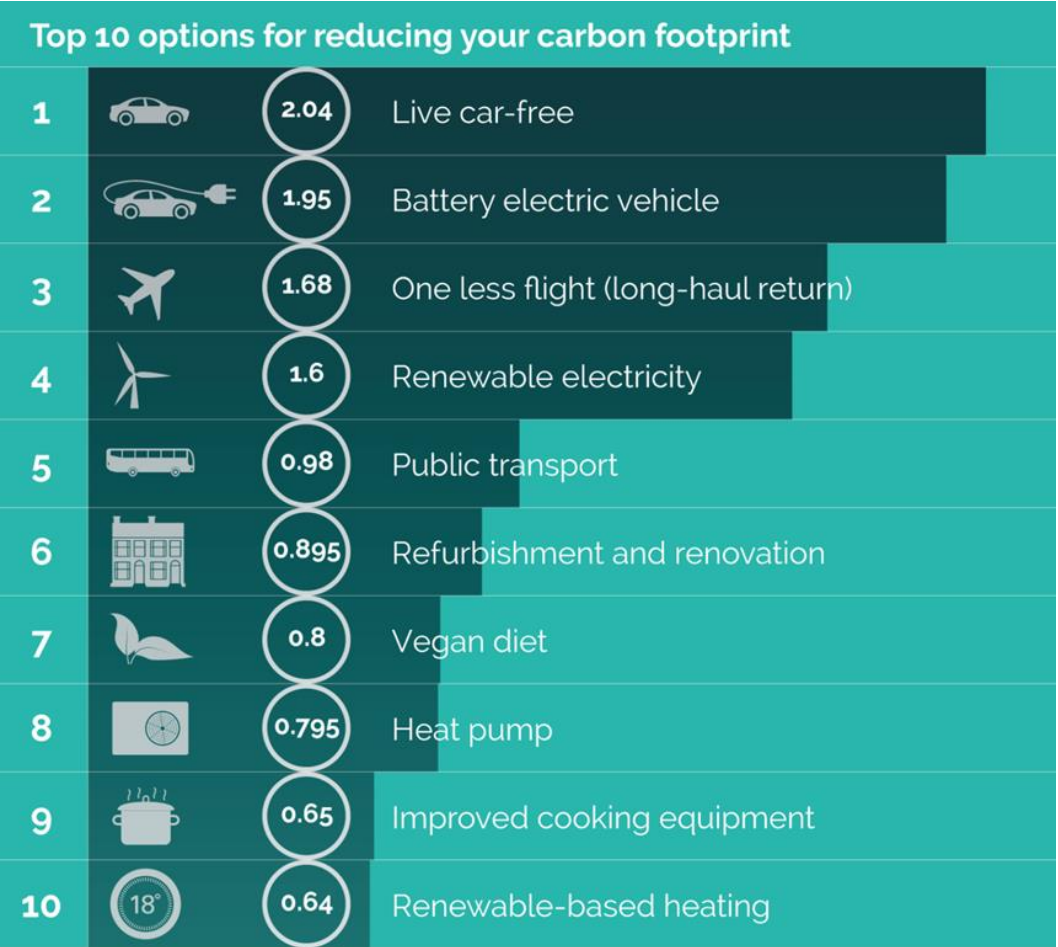 Top 10 options for reducing your carbon footprint
1 2.04 Live car-free
2 1.95 Battery electric vehicle
3 1.68 One less flight (long-haul return)
4 1.6 Renewable electricity
5 0.98 Public transport
6 0.895 Refurbishment and renovation
7 0.8 Vegan diet
8 0.795 Heat pump
9 0.65 Improved cooking equipment
10 18° 0.64 Renewable-based heating